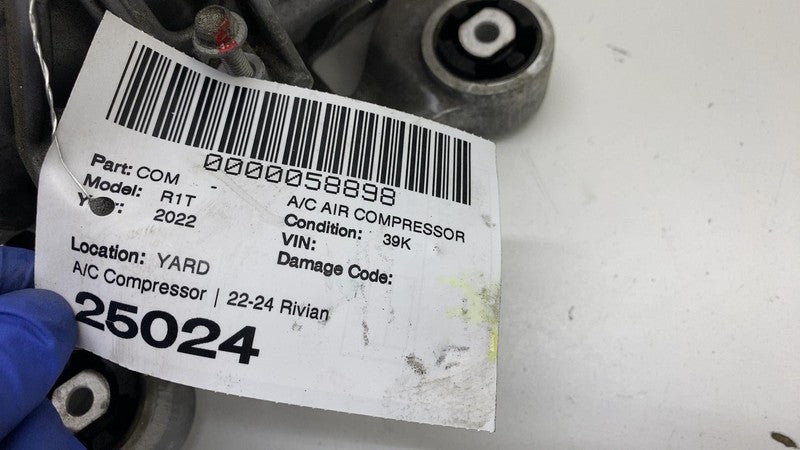 0000058898
Part: COM -
Model: R1T
Year: 2022
A/C AIR COMPRESSOR
Condition: 39K
VIN:
Damage Code:
Location: YARD
A/C Compressor | 22-24 Rivian
25024